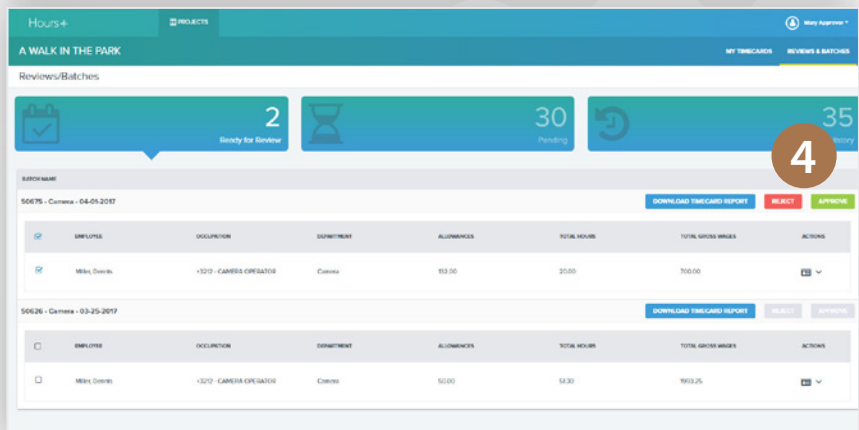 Hours+ PROJECTS Mary Approver
A WALK IN THE PARK MY TIMECARDS REVIEWS & BATCHES
Reviews/Batches
2 30 35
Ready for Review Pending History
4
BATCH NAME
50675 - Camera - 04-01-2017 DOWNLOAD TIMECARD REPORT REJECT APPROVE
EMPLOYEE OCCUPATION DEPARTMENT ALLOWANCES TOTAL HOURS TOTAL GROSS WAGES ACTIONS
Miller, Dennis +3212 - CAMERA OPERATOR Camera 20.00 700.00
50626 - Camera - 03-25-2017 DOWNLOAD TIMECARD REPORT REJECT APPROVE
EMPLOYEE OCCUPATION DEPARTMENT ALLOWANCES TOTAL HOURS TOTAL GROSS WAGES ACTIONS
Miller, Dennis +3212 - CAMERA OPERATOR Camera 50.00 51.30 1903.25